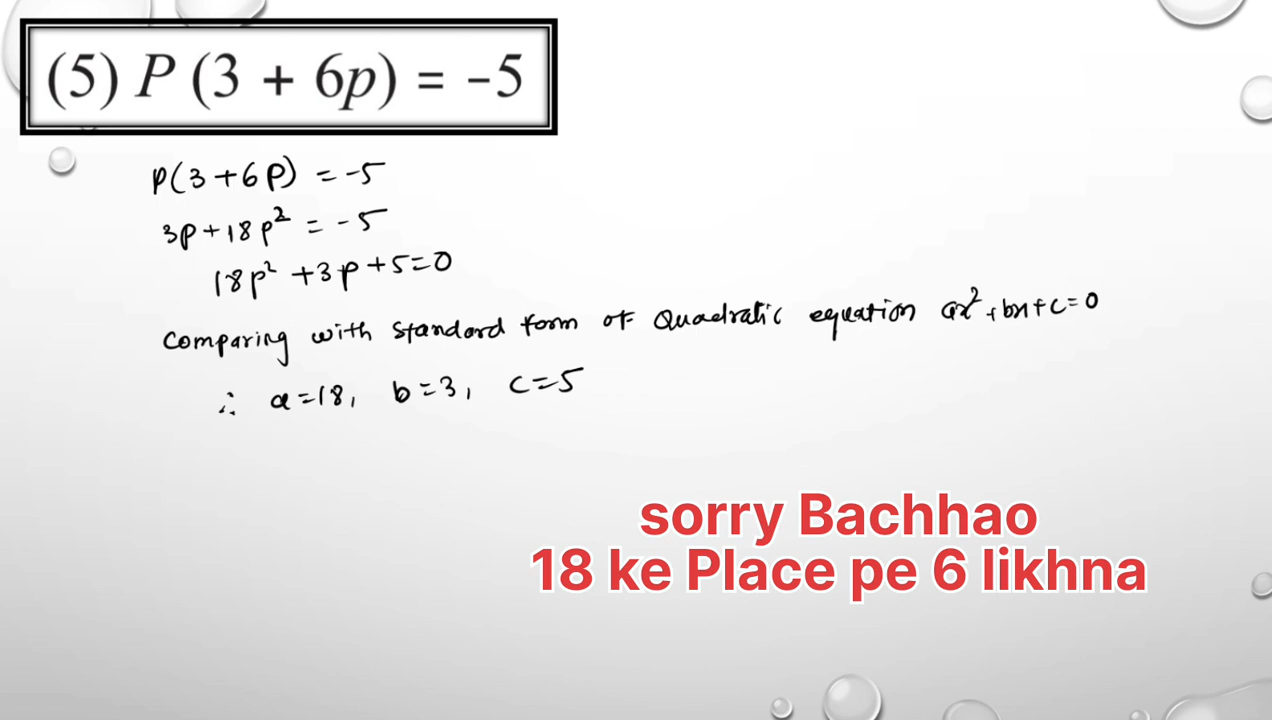 (5) P (3 + 6p) = -5
P(3+6P) = -5
3p+18p² = -5
18p² +3p+5=0
Comparing with standard form of Quadratic equation ax²+bx+c=0
∴ a=18, b=3, c=5
sorry Bachhao
18 ke Place pe 6 likhna